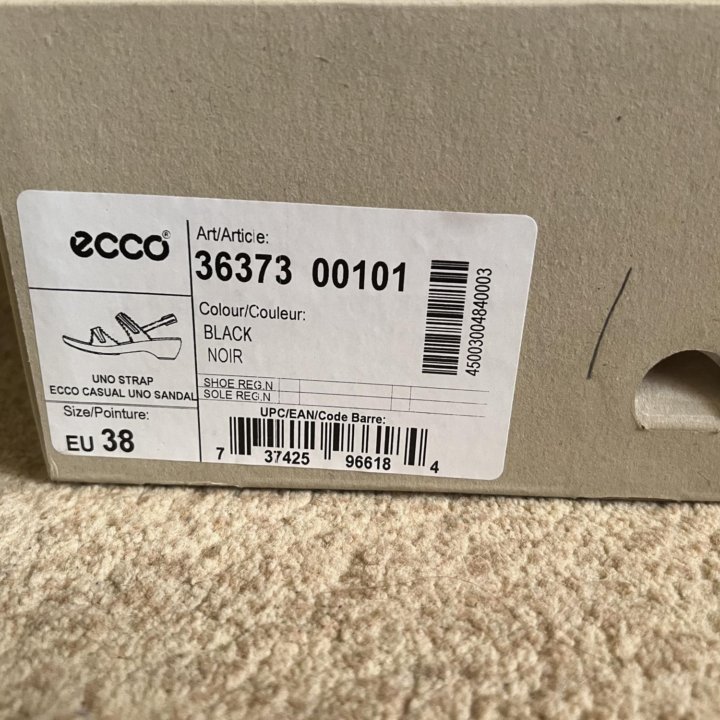 ecco®
UNO STRAP
ECCO CASUAL UNO SANDAL
Size/Pointure:
EU 38
Art/Article:
36373 00101
Colour/Couleur:
BLACK
NOIR
SHOE REG.N
SOLE REG.N
UPC/EAN/Code Barre:
7 37425 96618 4
45003004840003